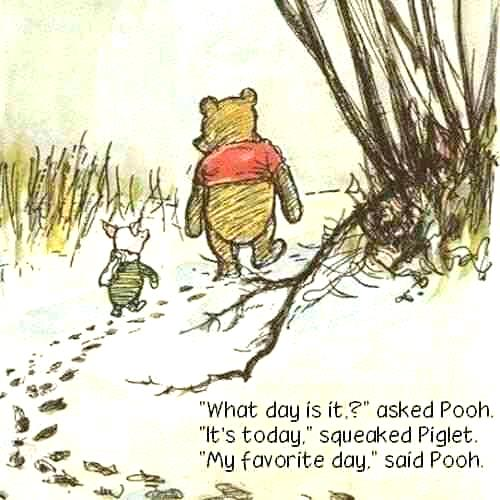 "What day is it,?" asked Pooh.
"It's today," squeaked Piglet.
"My favorite day," said Pooh.